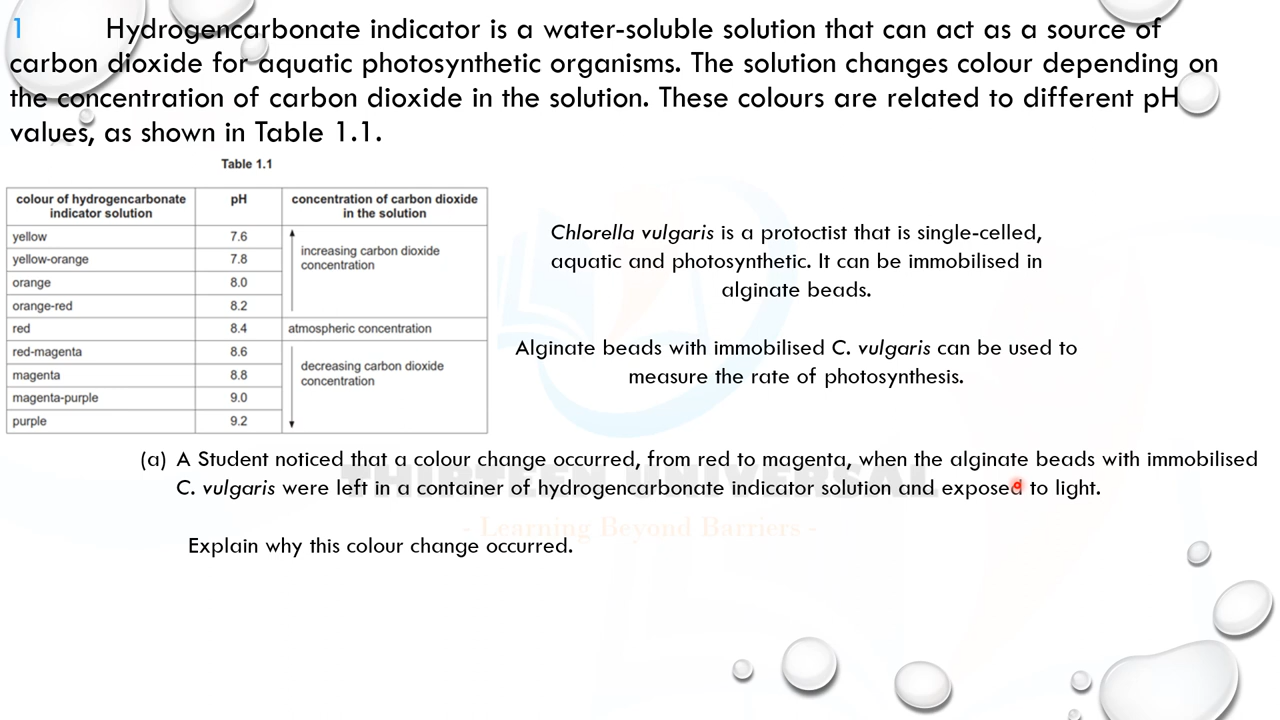 1 Hydrogencarbonate indicator is a water-soluble solution that can act as a source of
carbon dioxide for aquatic photosynthetic organisms. The solution changes colour depending on
the concentration of carbon dioxide in the solution. These colours are related to different pH
values, as shown in Table 1.1.
Table 1.1
colour of hydrogencarbonate indicator solution pH concentration of carbon dioxide in the solution
yellow 7.6
yellow-orange 7.8 increasing carbon dioxide concentration
orange 8.0
orange-red 8.2
red 8.4 atmospheric concentration
red-magenta 8.6
magenta 8.8 decreasing carbon dioxide concentration
magenta-purple 9.0
purple 9.2
Chlorella vulgaris is a protoctist that is single-celled,
aquatic and photosynthetic. It can be immobilised in
alginate beads.
Alginate beads with immobilised C. vulgaris can be used to
measure the rate of photosynthesis.
(a) A Student noticed that a colour change occurred, from red to magenta, when the alginate beads with immobilised
C. vulgaris were left in a container of hydrogencarbonate indicator solution and exposed to light.
THIRTEEN UNIVERSAL
- Learning Beyond Barriers -
Explain why this colour change occurred.